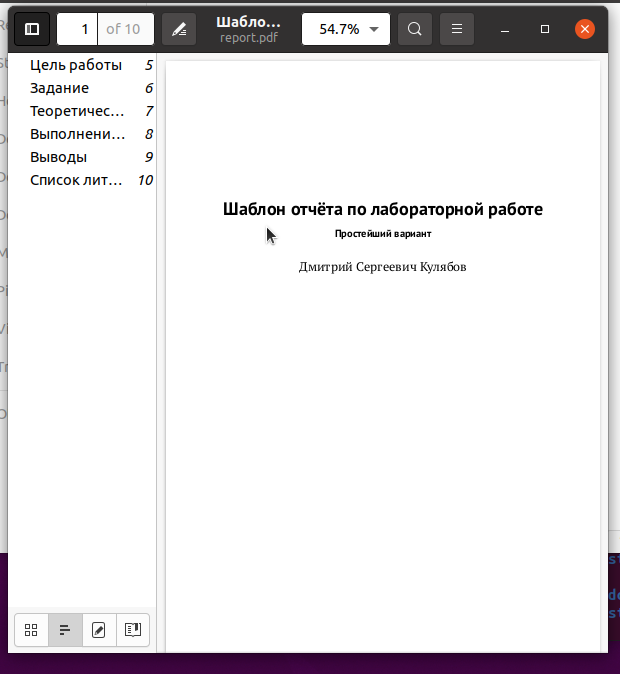 1 of 10
Шабло...
report.pdf
54.7%
Цель работы 5
Задание 6
Теоретичес... 7
Выполнени... 8
Выводы 9
Список лит... 10
Шаблон отчёта по лабораторной работе
Простейший вариант
Дмитрий Сергеевич Кулябов